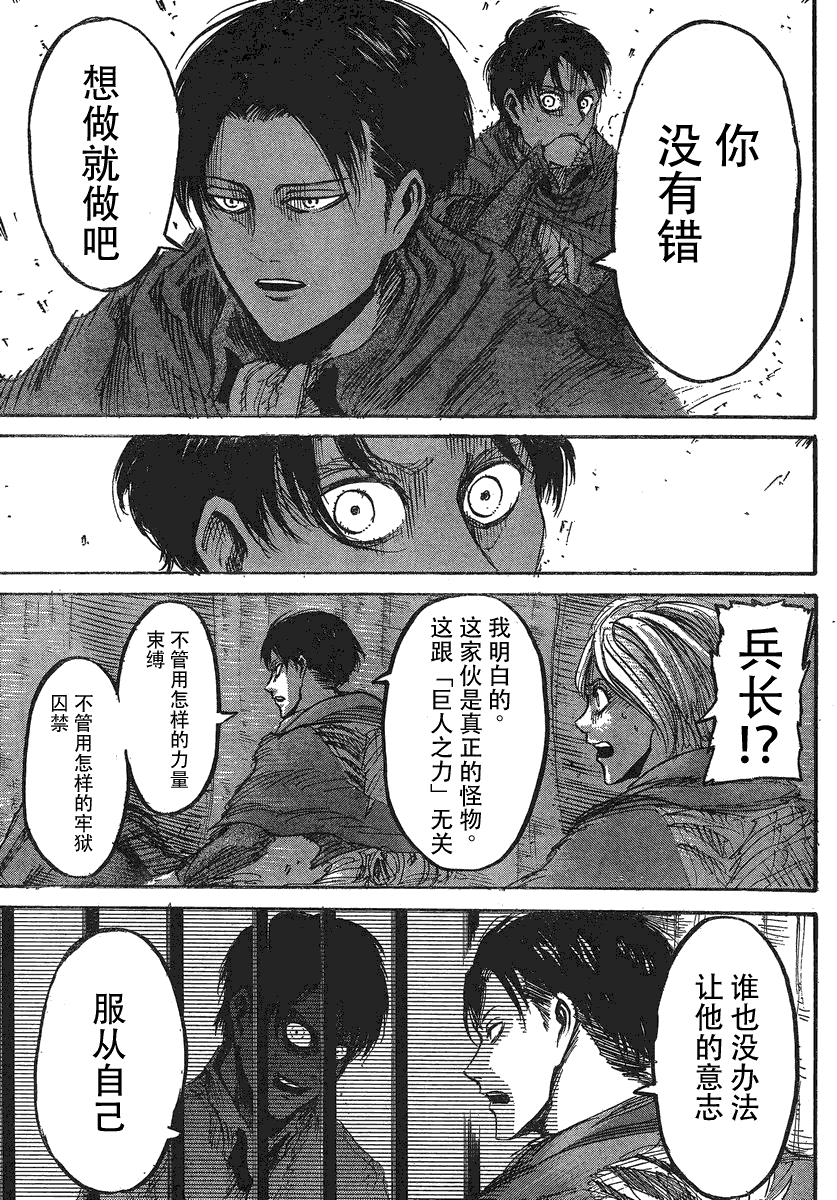 你
没有错
想做就做吧
兵长!?
我明白的。
这家伙是真正的怪物。
这跟「巨人之力」无关
不管用怎样的力量
束缚
不管用怎样的牢狱
囚禁
谁也没办法
让他的意志
服从自己